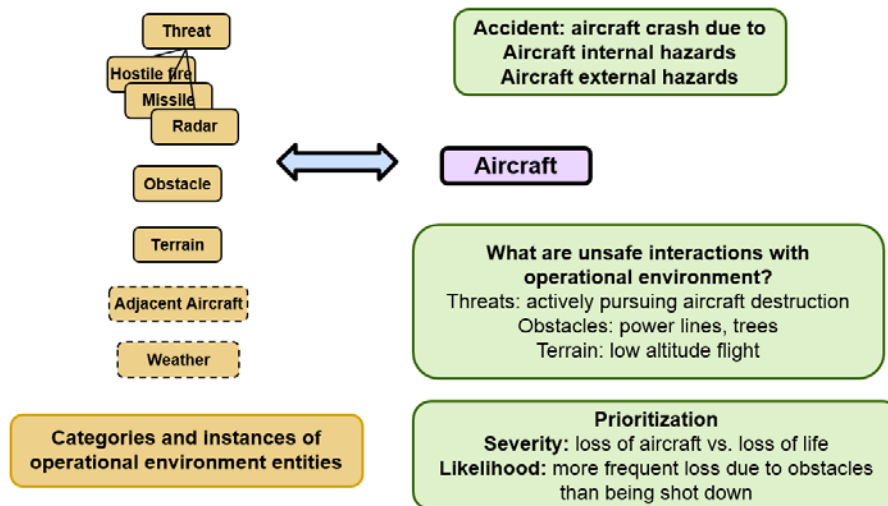 Threat
Hostile fire
Missile
Radar
Obstacle
Terrain
Adjacent Aircraft
Weather
Categories and instances of
operational environment entities
Accident: aircraft crash due to
Aircraft internal hazards
Aircraft external hazards
Aircraft
What are unsafe interactions with
operational environment?
Threats: actively pursuing aircraft destruction
Obstacles: power lines, trees
Terrain: low altitude flight
Prioritization
Severity: loss of aircraft vs. loss of life
Likelihood: more frequent loss due to obstacles
than being shot down